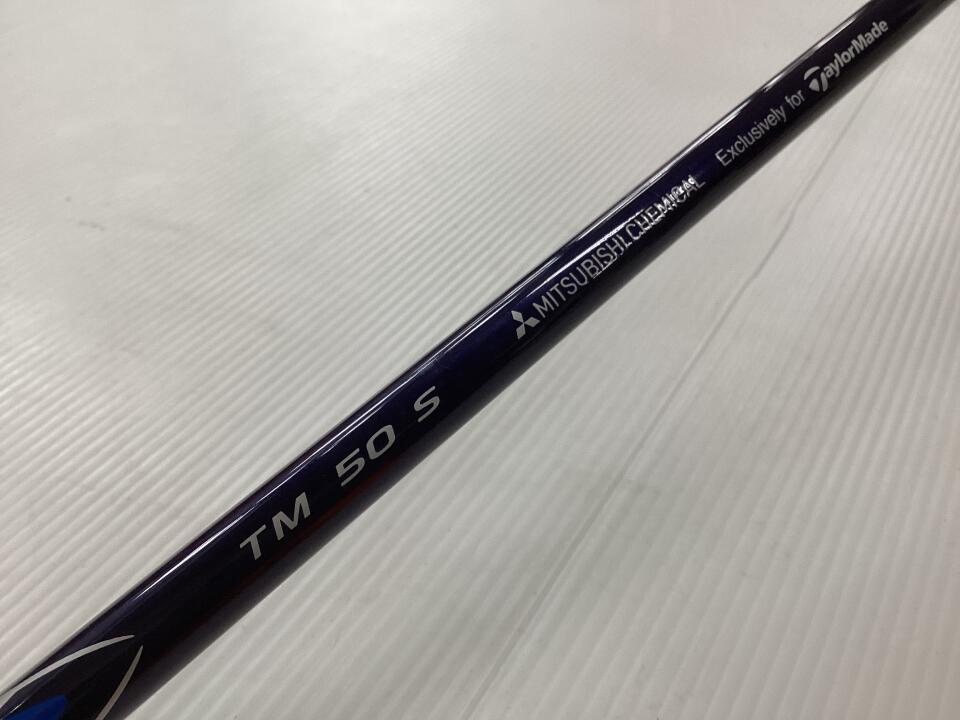 TM 50 S MITSUBISHI CHEMICAL Exclusively for TaylorMade